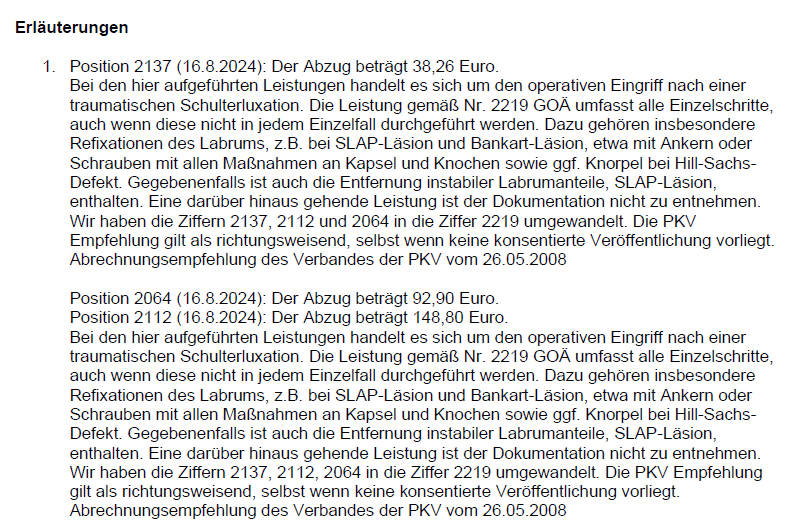 Erläuterungen
1. Position 2137 (16.8.2024): Der Abzug beträgt 38,26 Euro.
Bei den hier aufgeführten Leistungen handelt es sich um den operativen Eingriff nach einer
traumatischen Schulterluxation. Die Leistung gemäß Nr. 2219 GOÄ umfasst alle Einzelschritte,
auch wenn diese nicht in jedem Einzelfall durchgeführt werden. Dazu gehören insbesondere
Refixationen des Labrums, z.B. bei SLAP-Läsion und Bankart-Läsion, etwa mit Ankern oder
Schrauben mit allen Maßnahmen an Kapsel und Knochen sowie ggf. Knorpel bei Hill-Sachs-
Defekt. Gegebenenfalls ist auch die Entfernung instabiler Labrumanteile, SLAP-Läsion,
enthalten. Eine darüber hinaus gehende Leistung ist der Dokumentation nicht zu entnehmen.
Wir haben die Ziffern 2137, 2112 und 2064 in die Ziffer 2219 umgewandelt. Die PKV
Empfehlung gilt als richtungsweisend, selbst wenn keine konsentierte Veröffentlichung vorliegt.
Abrechnungsempfehlung des Verbandes der PKV vom 26.05.2008
Position 2064 (16.8.2024): Der Abzug beträgt 92,90 Euro.
Position 2112 (16.8.2024): Der Abzug beträgt 148,80 Euro.
Bei den hier aufgeführten Leistungen handelt es sich um den operativen Eingriff nach einer
traumatischen Schulterluxation. Die Leistung gemäß Nr. 2219 GOÄ umfasst alle Einzelschritte,
auch wenn diese nicht in jedem Einzelfall durchgeführt werden. Dazu gehören insbesondere
Refixationen des Labrums, z.B. bei SLAP-Läsion und Bankart-Läsion, etwa mit Ankern oder
Schrauben mit allen Maßnahmen an Kapsel und Knochen sowie ggf. Knorpel bei Hill-Sachs-
Defekt. Gegebenenfalls ist auch die Entfernung instabiler Labrumanteile, SLAP-Läsion,
enthalten. Eine darüber hinaus gehende Leistung ist der Dokumentation nicht zu entnehmen.
Wir haben die Ziffern 2137, 2112, 2064 in die Ziffer 2219 umgewandelt. Die PKV Empfehlung
gilt als richtungsweisend, selbst wenn keine konsentierte Veröffentlichung vorliegt.
Abrechnungsempfehlung des Verbandes der PKV vom 26.05.2008